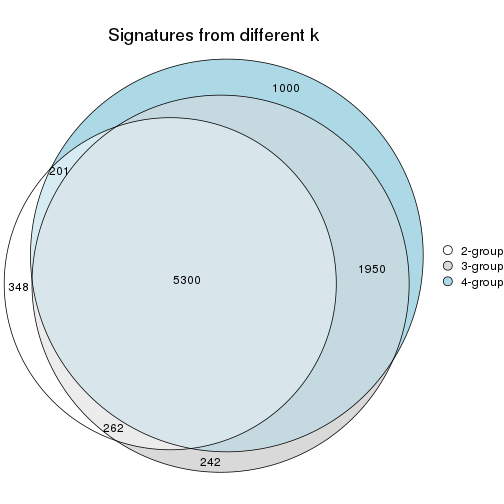 Signatures from different k
1000
201
1950
5300
348
262
242
2-group
3-group
4-group